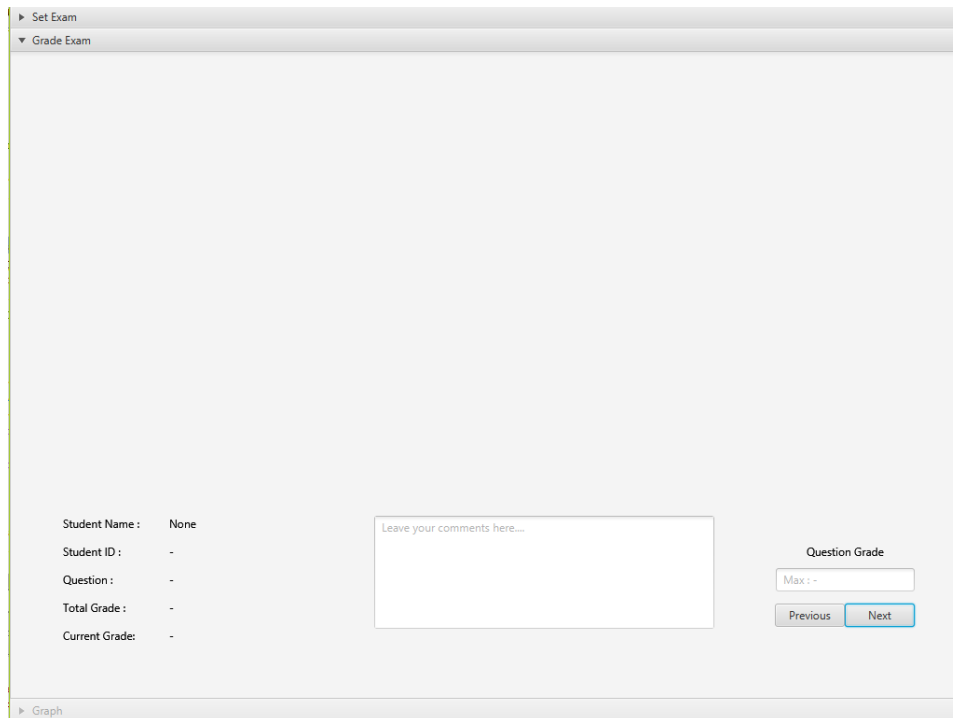 Set Exam
Grade Exam
Student Name : None
Student ID : -
Question : -
Total Grade : -
Current Grade: -
Leave your comments here....
Question Grade
Max : -
Previous Next
Graph